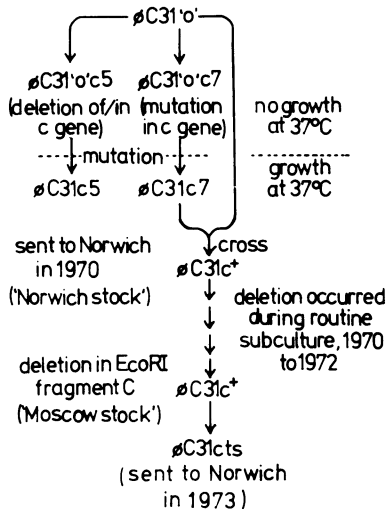 øC31'o'
øC31'o'c5 øC31'o'c7
(deletion of/in (mutation no growth
c gene) in c gene) at 37°C
mutation
growth
øC31c5 øC31c7 at 37°C
cross
sent to Norwich øC31c+
in 1970
('Norwich stock') deletion occurred
during routine
subculture, 1970
to 1972
deletion in EcoRI
fragment C øC31c+
('Moscow stock')
øC31cts
(sent to Norwich
in 1973)